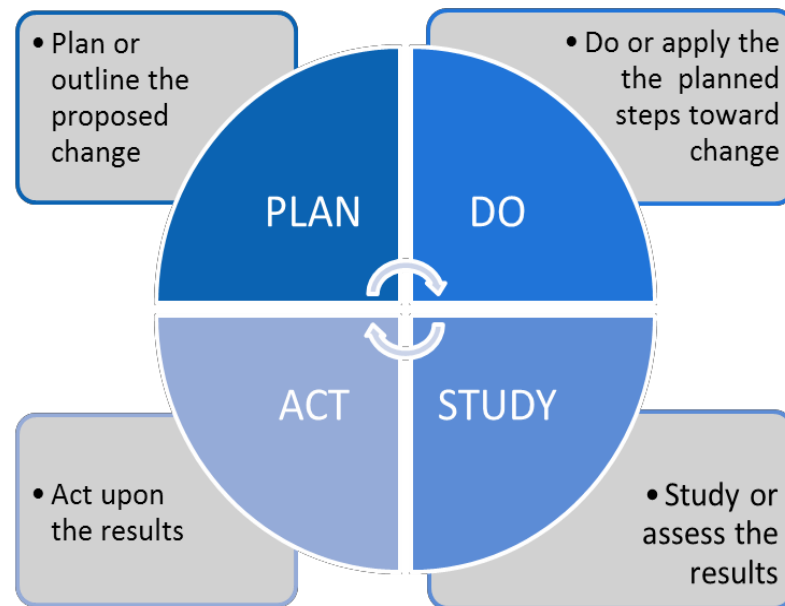 • Plan or
outline the
proposed
change
• Do or apply the
the planned
steps toward
change
PLAN
DO
ACT
STUDY
• Act upon
the results
• Study or
assess the
results